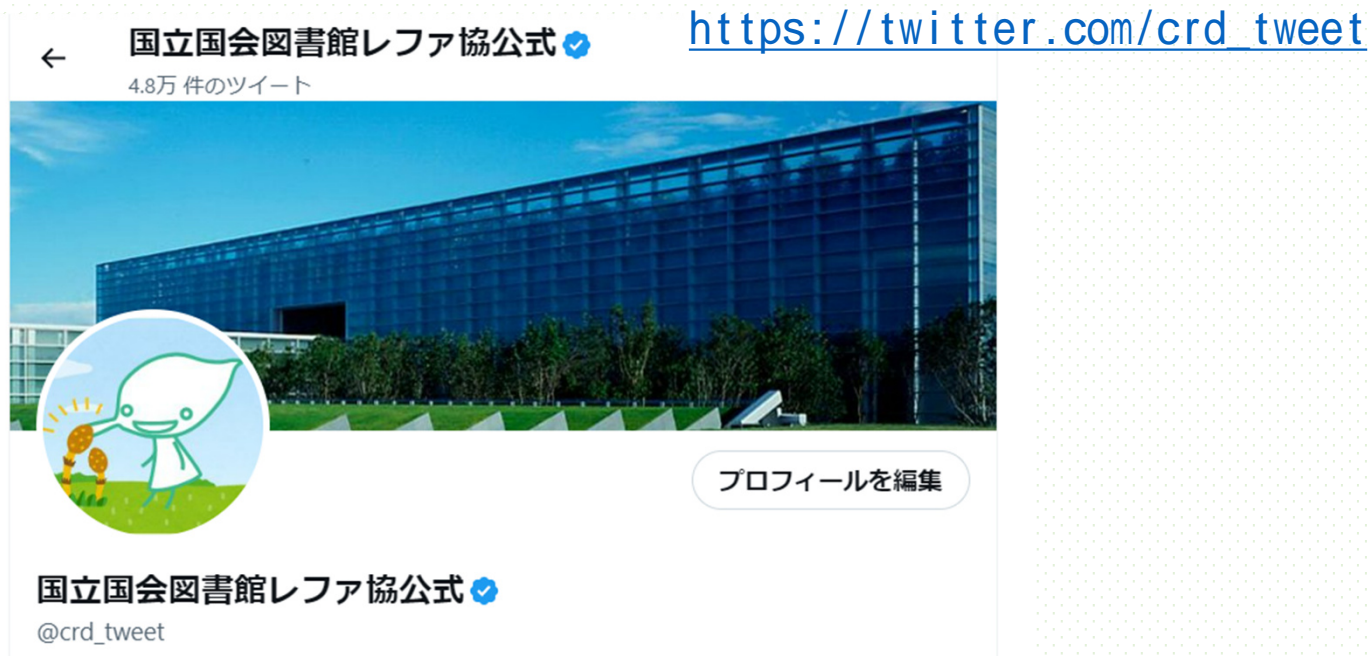 国立国会図書館レファ協公式
https://twitter.com/crd_tweet
4.8万 件のツイート
プロフィールを編集
国立国会図書館レファ協公式
@crd_tweet